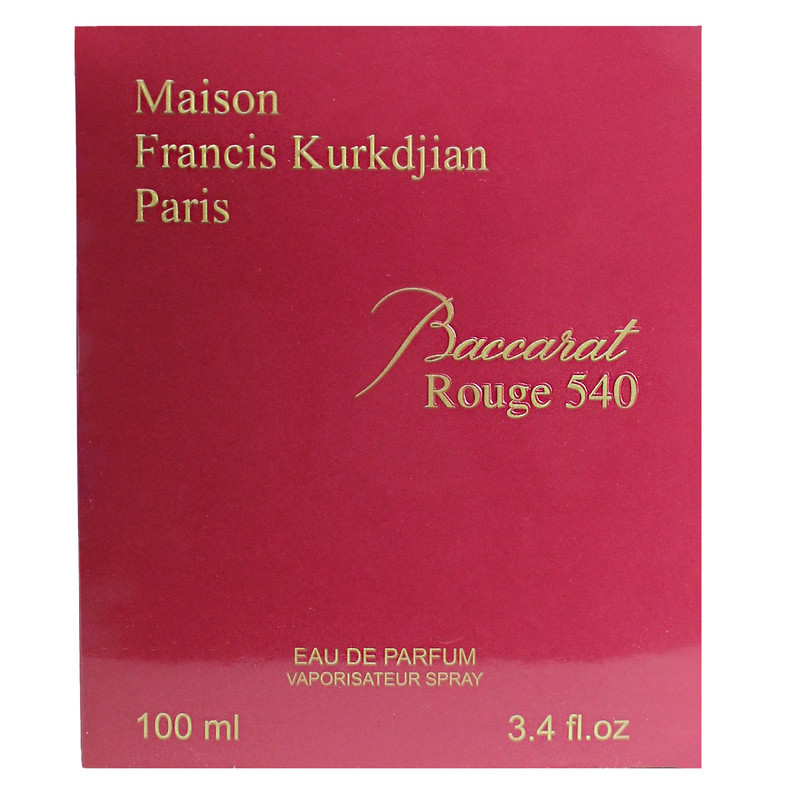 Maison
Francis Kurkdjian
Paris
Baccarat
Rouge 540
EAU DE PARFUM
VAPORISATEUR SPRAY
100 ml
3.4 fl.oz